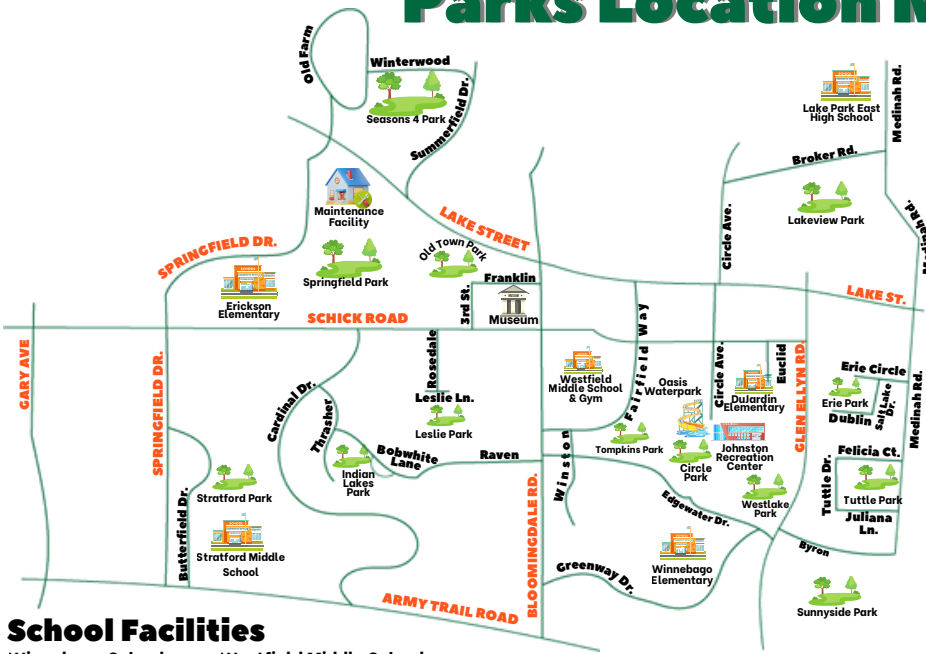 Parks Location M
Old Farm
Winterwood
Seasons 4 Park
Summerfield Dr.
Lake Park East
High School
Medinah Rd.
Broker Rd.
Lakeview Park
Medinah Rd.
Circle Ave.
Maintenance
Facility
LAKE STREET
Old Town Park
SPRINGFIELD DR.
Springfield Park
Franklin
3rd St.
Museum
LAKE ST.
Erickson
Elementary
SCHICK ROAD
GARY AVE
SPRINGFIELD DR.
Cardinal Dr.
Thrasher
Rosedale
Leslie Ln.
Leslie Park
Westfield
Middle School
& Gym
Fairfield Way
Oasis
Waterpark
Circle Ave.
Euclid
DuJardin
Elementary
GLEN ELLYN RD.
Erie Circle
Erie Park
Salt Lake
Dr.
Dublin
Medinah Rd.
Tompkins Park
Johnston
Recreation
Center
Circle
Park
Felicia Ct.
Tuttle Dr.
Tuttle Park
Juliana
Ln.
Bobwhite
Lane
Raven
Winston
Indian
Lakes
Park
Stratford Park
Butterfield Dr.
Stratford Middle
School
BLOOMINGDALE RD.
Edgewater Dr.
Westlake
Park
Byron
Greenway Dr.
Winnebago
Elementary
Sunnyside Park
ARMY TRAIL ROAD
School Facilities